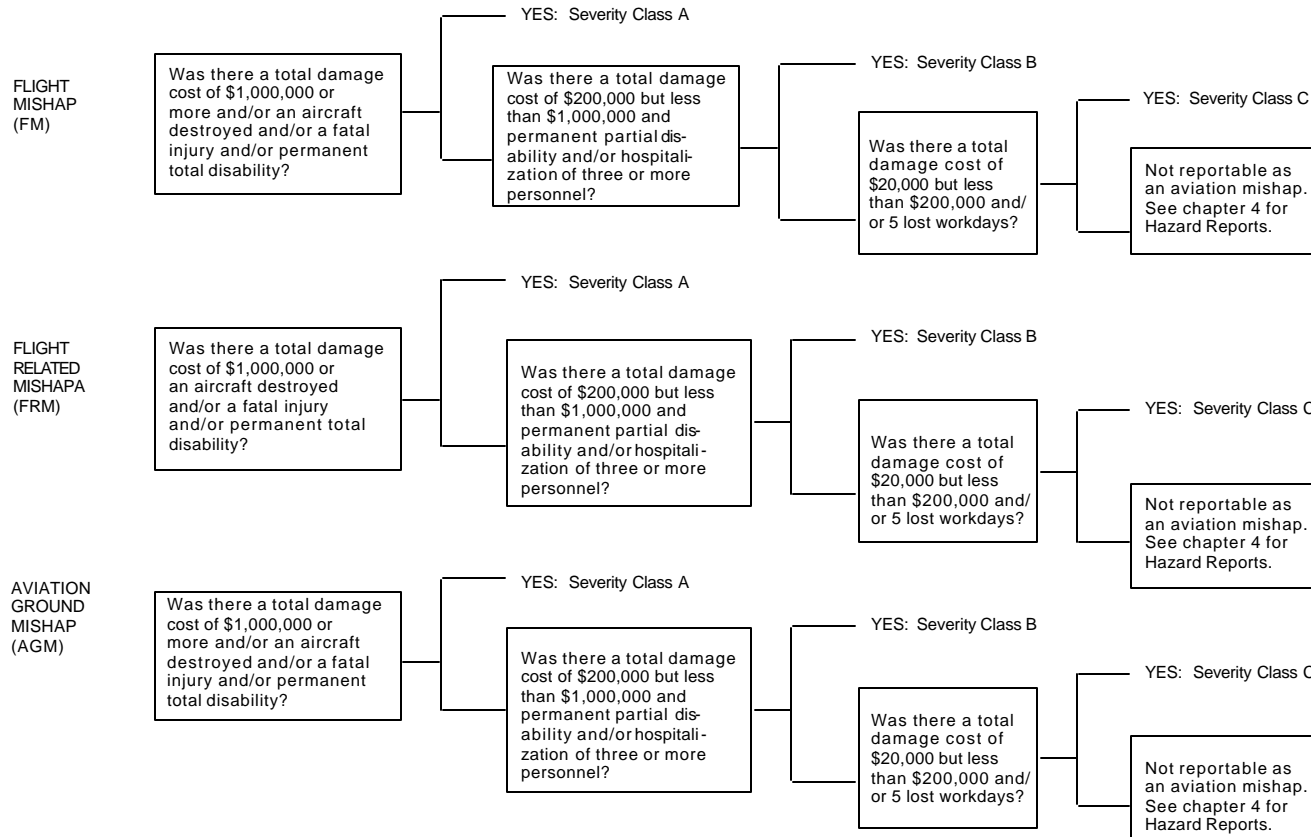 FLIGHT
MISHAP
(FM)
Was there a total damage
cost of $1,000,000 or
more and/or an aircraft
destroyed and/or a fatal
injury and/or permanent
total disability?
YES: Severity Class A
Was there a total damage
cost of $200,000 but less
than $1,000,000 and
permanent partial dis-
ability and/or hospitali-
zation of three or more
personnel?
YES: Severity Class B
Was there a total
damage cost of
$20,000 but less
than $200,000 and/
or 5 lost workdays?
YES: Severity Class C
Not reportable as
an aviation mishap.
See chapter 4 for
Hazard Reports.
FLIGHT
RELATED
MISHAPA
(FRM)
Was there a total damage
cost of $1,000,000 or
an aircraft destroyed
and/or a fatal injury
and/or permanent total
disability?
YES: Severity Class A
Was there a total damage
cost of $200,000 but less
than $1,000,000 and
permanent partial dis-
ability and/or hospitali-
zation of three or more
personnel?
YES: Severity Class B
Was there a total
damage cost of
$20,000 but less
than $200,000 and/
or 5 lost workdays?
YES: Severity Class C
Not reportable as
an aviation mishap.
See chapter 4 for
Hazard Reports.
AVIATION
GROUND
MISHAP
(AGM)
Was there a total damage
cost of $1,000,000 or
more and/or an aircraft
destroyed and/or a fatal
injury and/or permanent
total disability?
YES: Severity Class A
Was there a total damage
cost of $200,000 but less
than $1,000,000 and
permanent partial dis-
ability and/or hospitali-
zation of three or more
personnel?
YES: Severity Class B
Was there a total
damage cost of
$20,000 but less
than $200,000 and/
or 5 lost workdays?
YES: Severity Class C
Not reportable as
an aviation mishap.
See chapter 4 for
Hazard Reports.